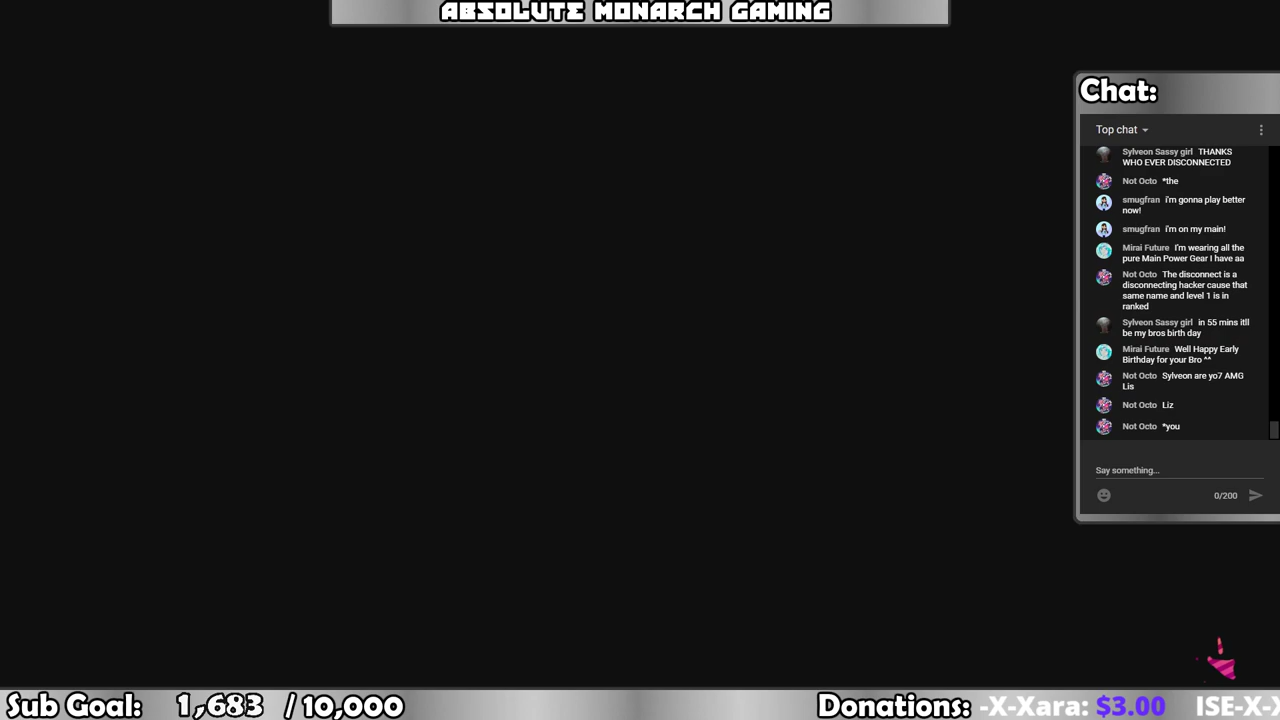 ABSOLUTE MONARCH GAMING
Chat:
Top chat
Sylveon Sassy girl THANKS
WHO EVER DISCONNECTED
Not Octo *the
smugfran i'm gonna play better
now!
smugfran i'm on my main!
Mirai Future I'm wearing all the
pure Main Power Gear I have aa
Not Octo The disconnect is a
disconnecting hacker cause that
same name and level 1 is in
ranked
Sylveon Sassy girl in 55 mins itll
be my bros birth day
Mirai Future Well Happy Early
Birthday for your Bro ^^
Not Octo Sylveon are yo7 AMG
Lis
Not Octo Liz
Not Octo *you
Say something...
0/200
Sub Goal: 1,683 / 10,000
Donations: -X-Xara: $3.00 ISE-X-X